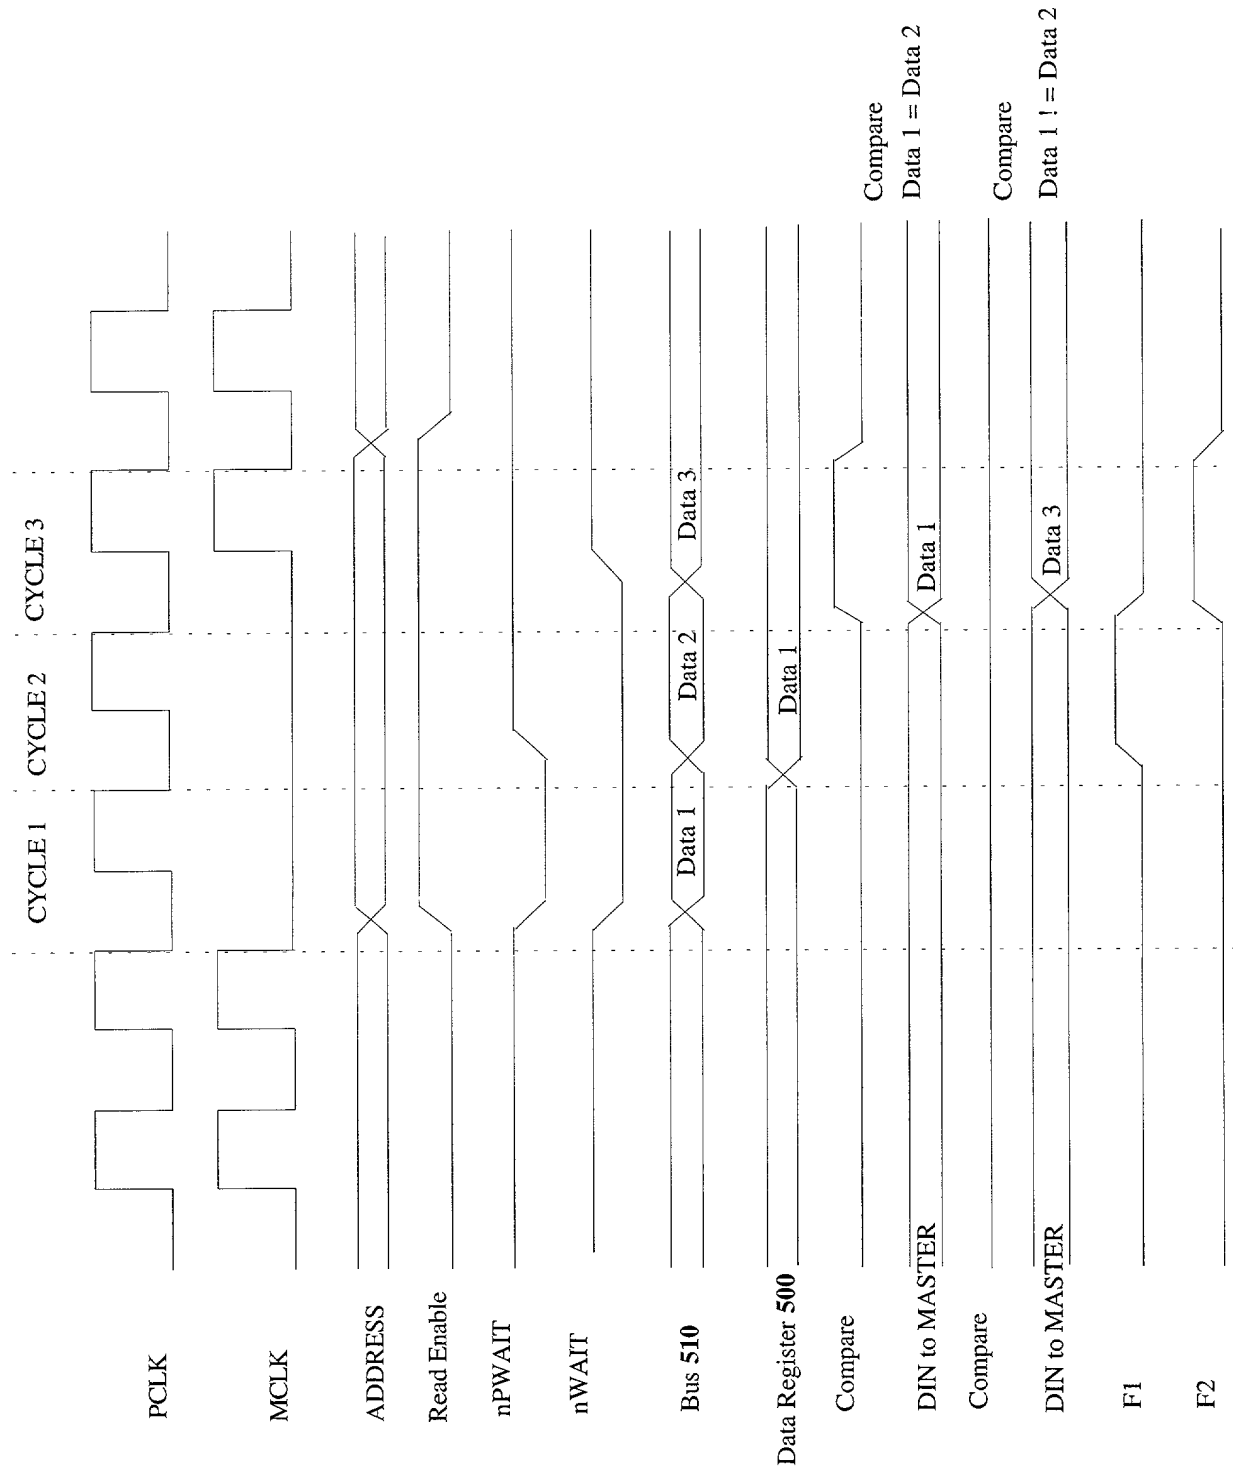 CYCLE 1 CYCLE 2 CYCLE 3
PCLK
MCLK
ADDRESS
Read Enable
nPWAIT
nWAIT
Bus 510 Data 1 Data 2 Data 3
Data Register 500 Data 1
Compare Compare
DIN to MASTER Data 1 Data 1 = Data 2
Compare Compare
DIN to MASTER Data 3 Data 1 ! = Data 2
F1
F2